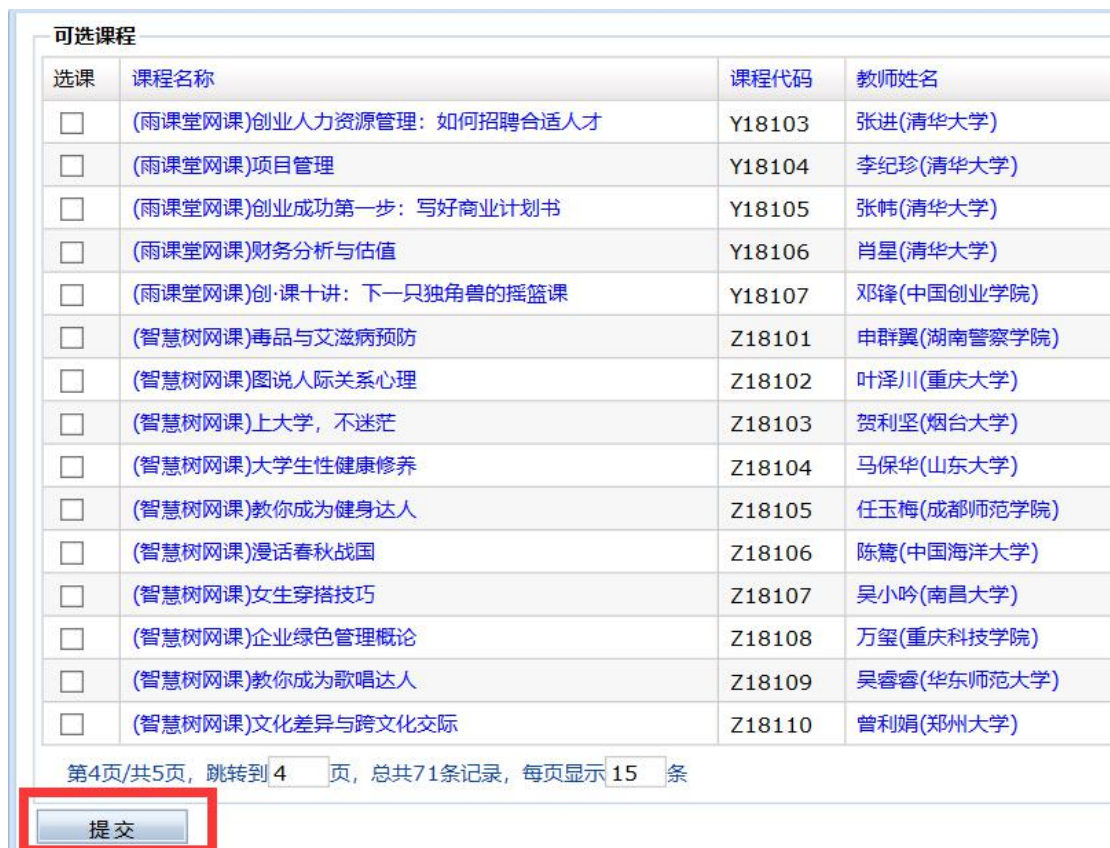 可选课程
选课 课程名称 课程代码 教师姓名
(雨课堂网课)创业人力资源管理：如何招聘合适人才 Y18103 张进(清华大学)
(雨课堂网课)项目管理 Y18104 李纪珍(清华大学)
(雨课堂网课)创业成功第一步：写好商业计划书 Y18105 张帏(清华大学)
(雨课堂网课)财务分析与估值 Y18106 肖星(清华大学)
(雨课堂网课)创·课十讲：下一只独角兽的摇篮课 Y18107 邓锋(中国创业学院)
(智慧树网课)毒品与艾滋病预防 Z18101 申群翼(湖南警察学院)
(智慧树网课)图说人际关系心理 Z18102 叶泽川(重庆大学)
(智慧树网课)上大学，不迷茫 Z18103 贺利坚(烟台大学)
(智慧树网课)大学生性健康修养 Z18104 马保华(山东大学)
(智慧树网课)教你成为健身达人 Z18105 任玉梅(成都师范学院)
(智慧树网课)漫话春秋战国 Z18106 陈鷟(中国海洋大学)
(智慧树网课)女生穿搭技巧 Z18107 吴小吟(南昌大学)
(智慧树网课)企业绿色管理概论 Z18108 万玺(重庆科技学院)
(智慧树网课)教你成为歌唱达人 Z18109 吴睿睿(华东师范大学)
(智慧树网课)文化差异与跨文化交际 Z18110 曾利娟(郑州大学)
第4页/共5页，跳转到 4 页，总共71条记录，每页显示 15 条
提交